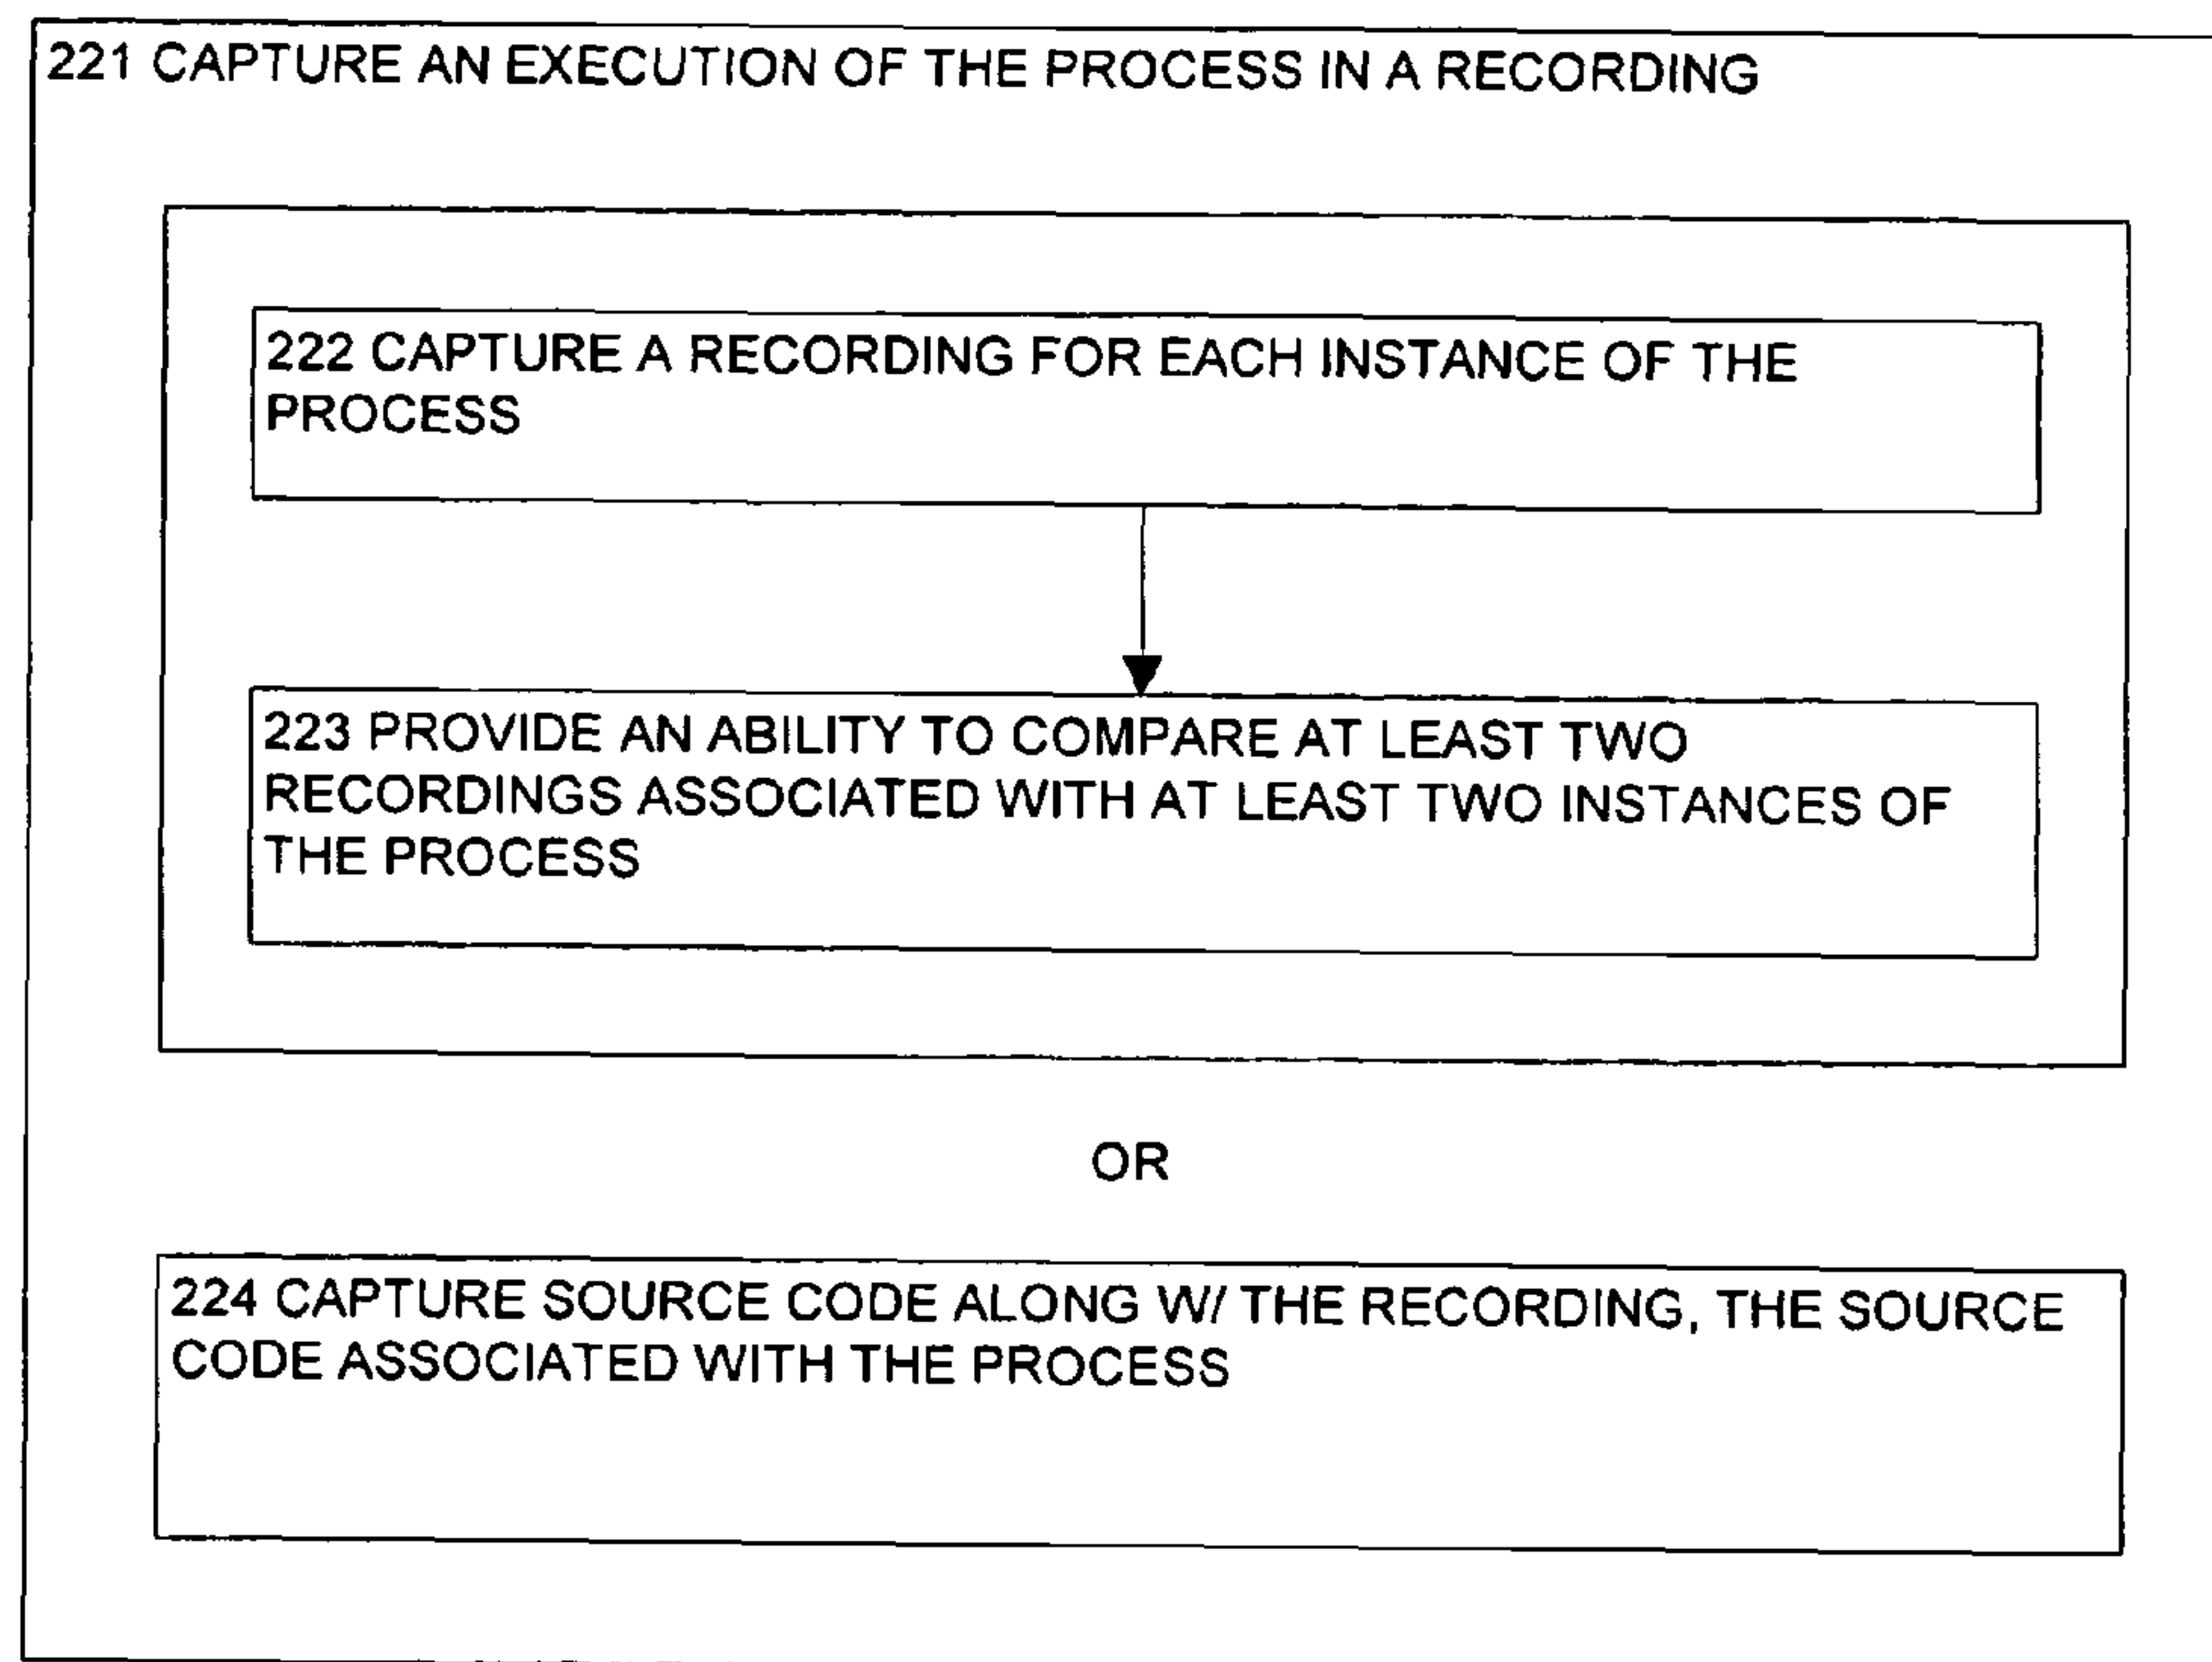 221 CAPTURE AN EXECUTION OF THE PROCESS IN A RECORDING
222 CAPTURE A RECORDING FOR EACH INSTANCE OF THE
PROCESS
223 PROVIDE AN ABILITY TO COMPARE AT LEAST TWO
RECORDINGS ASSOCIATED WITH AT LEAST TWO INSTANCES OF
THE PROCESS
OR
224 CAPTURE SOURCE CODE ALONG W/ THE RECORDING, THE SOURCE
CODE ASSOCIATED WITH THE PROCESS